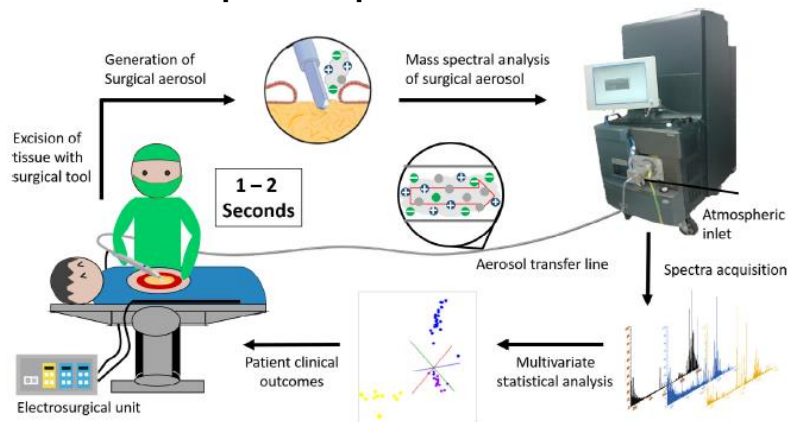 Generation of
Surgical aerosol
Mass spectral analysis
of surgical aerosol
Excision of
tissue with
surgical tool
1 – 2
Seconds
Atmospheric
inlet
Aerosol transfer line
Spectra acquisition
Patient clinical
outcomes
Multivariate
statistical analysis
Electrosurgical unit